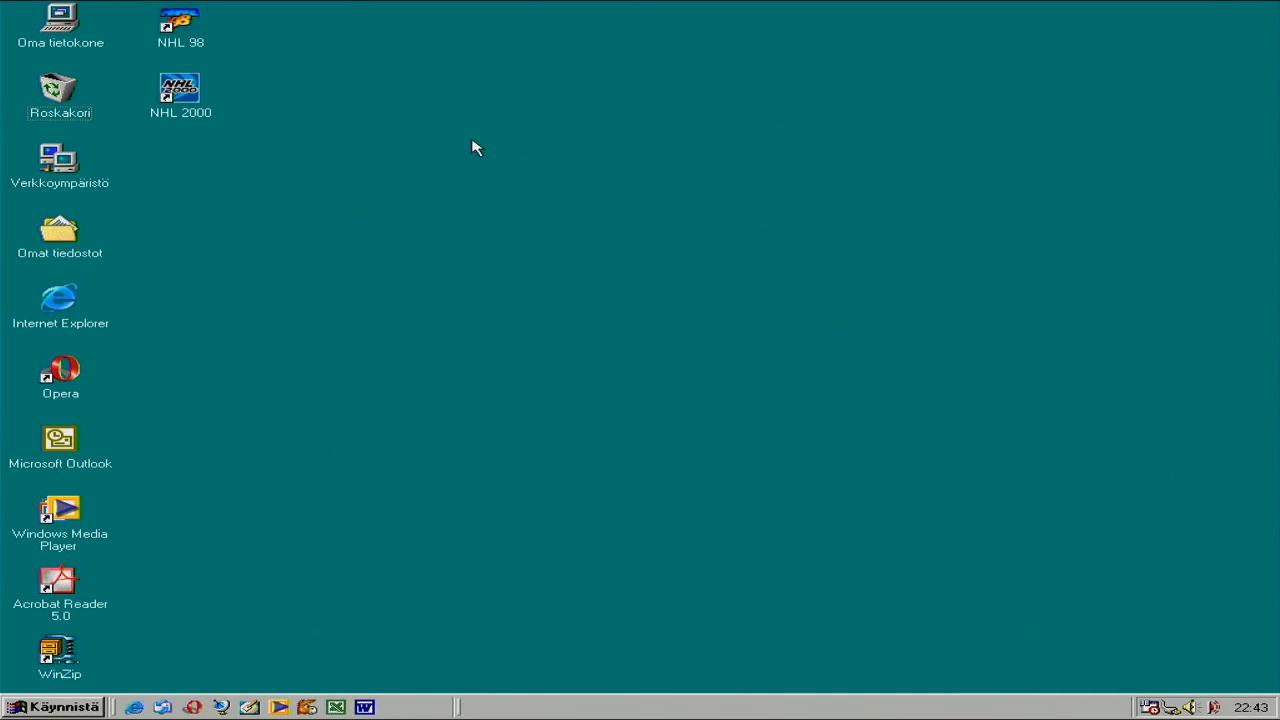 Oma tietokone
NHL 98
Roskakori
NHL 2000
Verkkoympäristö
Omat tiedostot
Internet Explorer
Opera
Microsoft Outlook
Windows Media
Player
Acrobat Reader
5.0
WinZip
Käynnistä
22:43